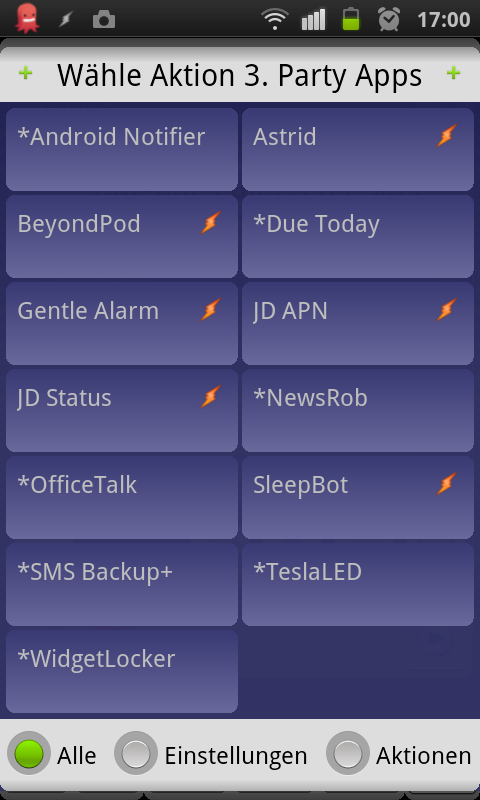 17:00
Wähle Aktion 3. Party Apps
*Android Notifier
Astrid
BeyondPod
*Due Today
Gentle Alarm
JD APN
JD Status
*NewsRob
*OfficeTalk
SleepBot
*SMS Backup+
*TeslaLED
*WidgetLocker
Alle
Einstellungen
Aktionen